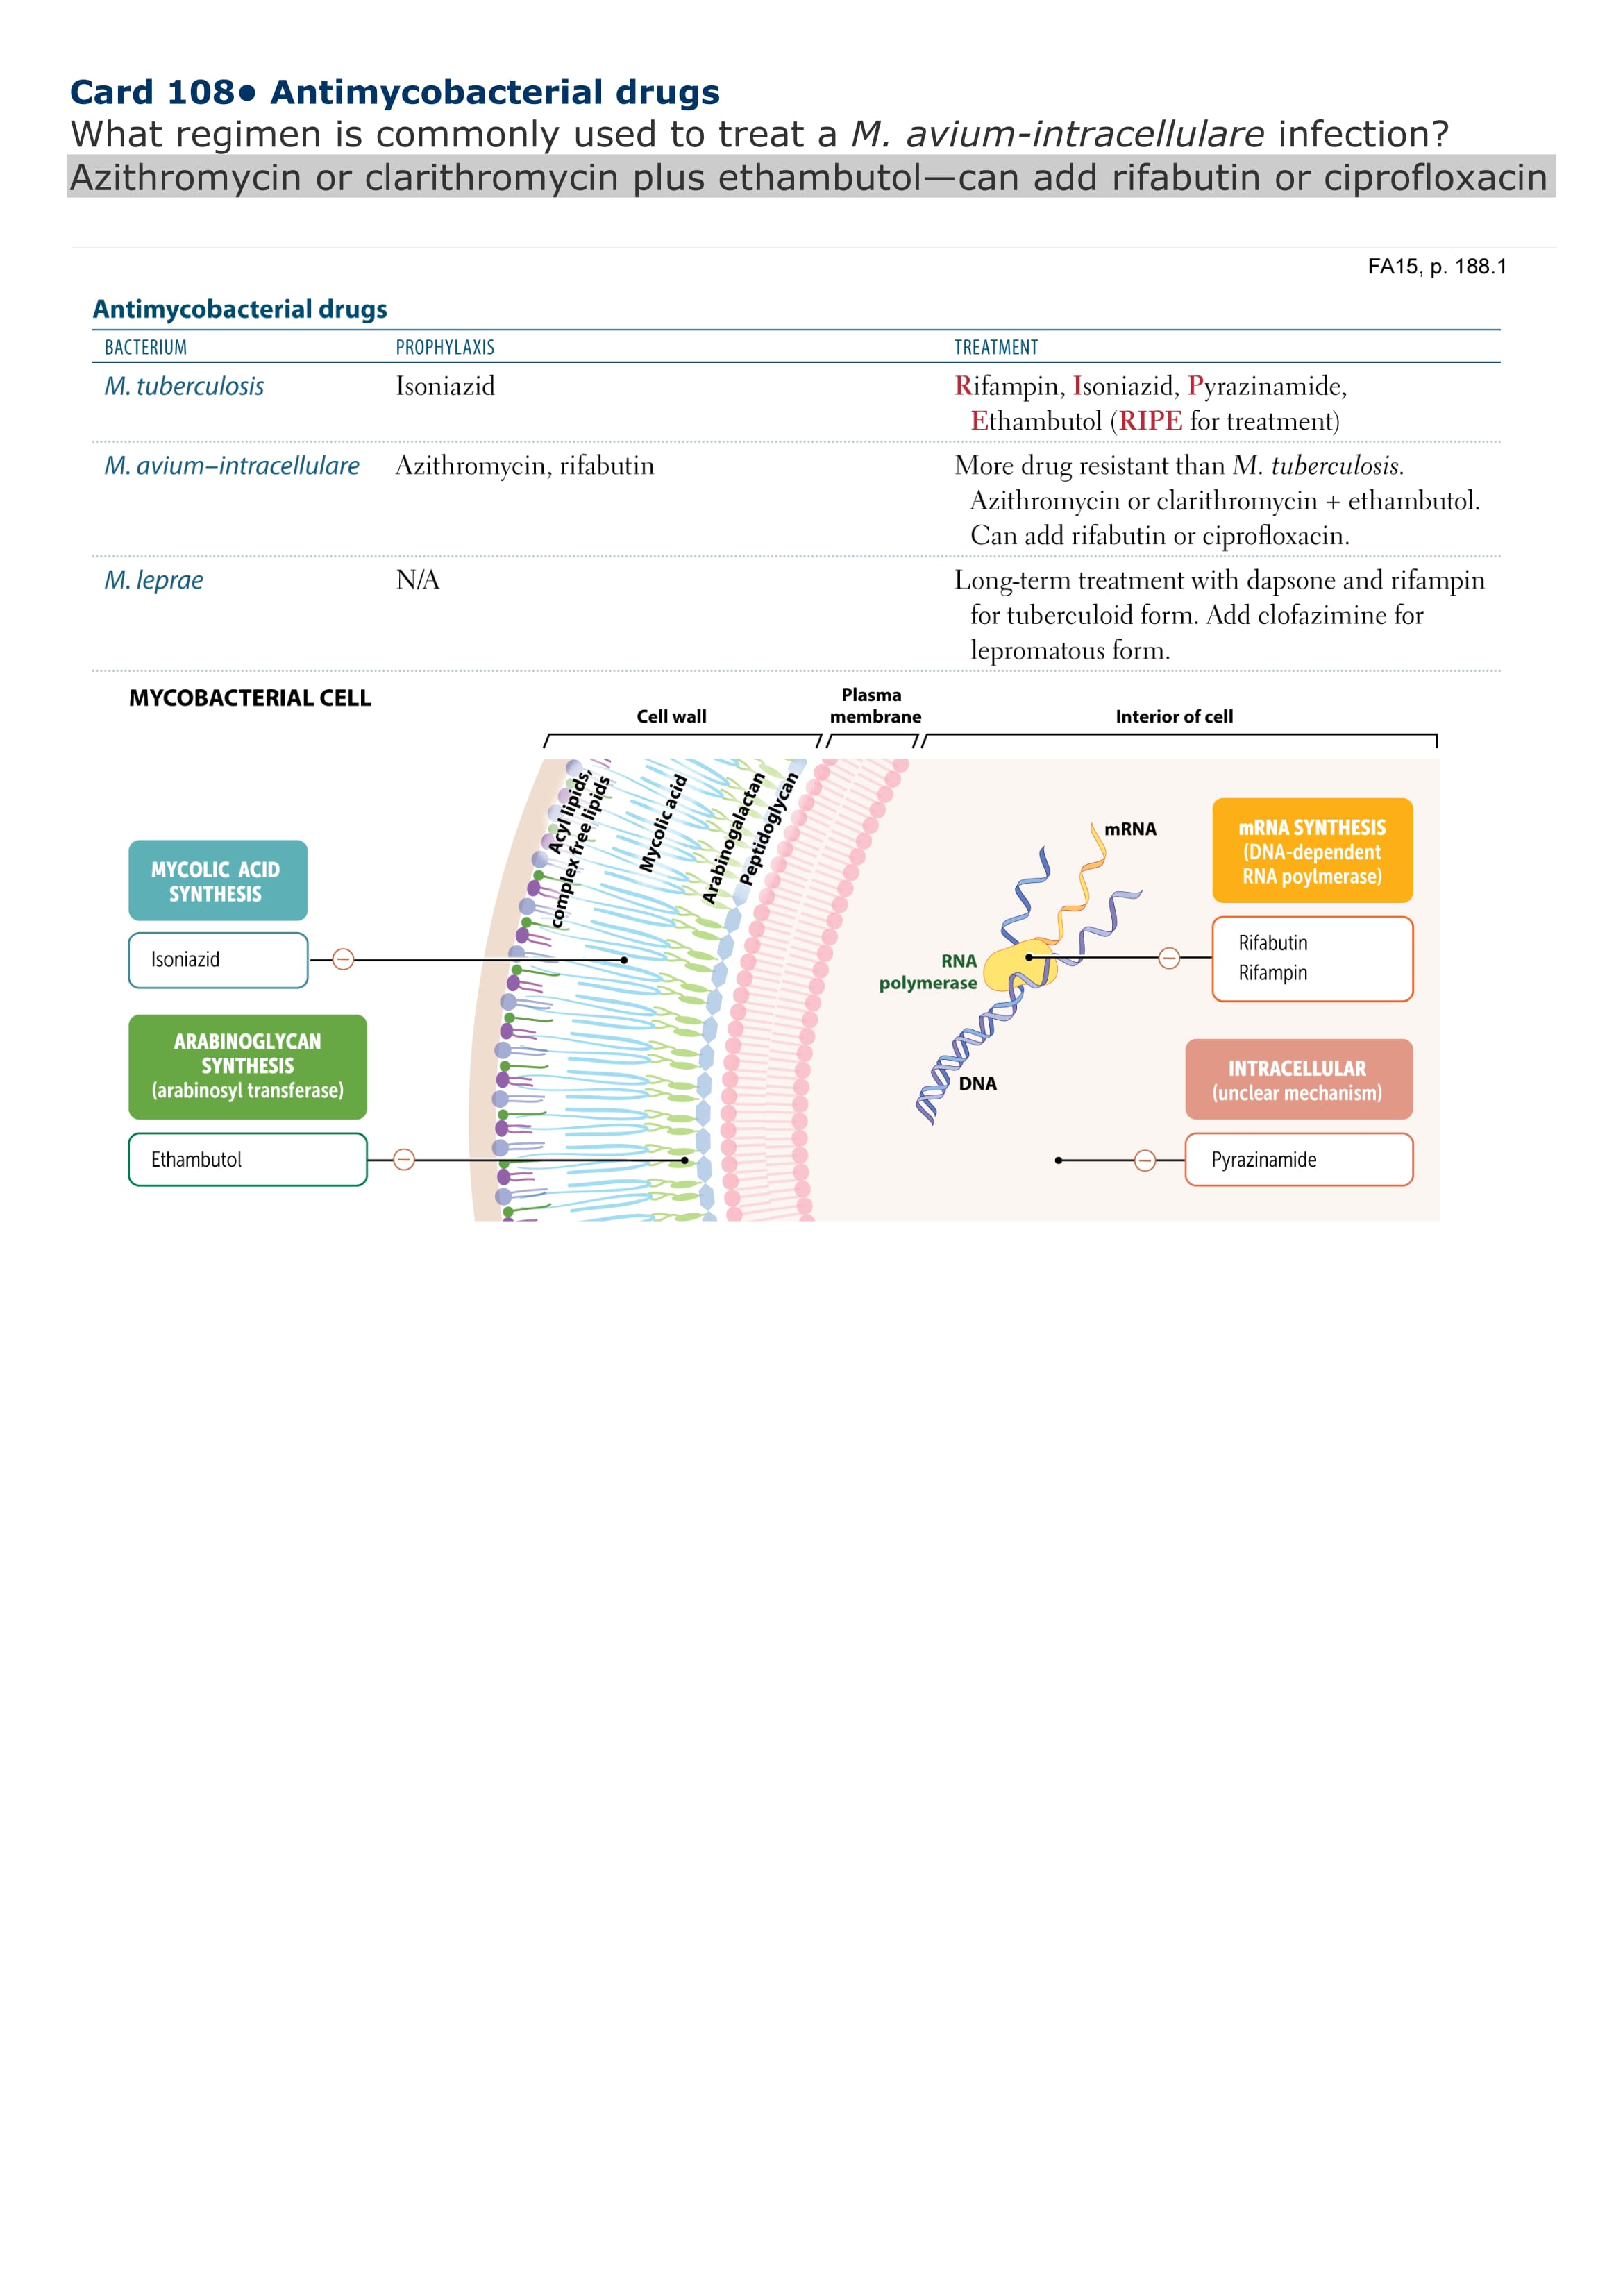 Card 108• Antimycobacterial drugs
What regimen is commonly used to treat a M. avium-intracellulare infection?
Azithromycin or clarithromycin plus ethambutol—can add rifabutin or ciprofloxacin
FA15, p. 188.1
Antimycobacterial drugs
BACTERIUM PROPHYLAXIS TREATMENT
M. tuberculosis Isoniazid Rifampin, Isoniazid, Pyrazinamide,
Ethambutol (RIPE for treatment)
M. avium–intracellulare Azithromycin, rifabutin More drug resistant than M. tuberculosis.
Azithromycin or clarithromycin + ethambutol.
Can add rifabutin or ciprofloxacin.
M. leprae N/A Long-term treatment with dapsone and rifampin
for tuberculoid form. Add clofazimine for
lepromatous form.
MYCOBACTERIAL CELL
Cell wall
Plasma
membrane
Interior of cell
Acyl lipids,
complex free lipids
Mycolic acid
Arabinogalactan
Peptidoglycan
MYCOLIC ACID
SYNTHESIS
Isoniazid
ARABINOGLYCAN
SYNTHESIS
(arabinosyl transferase)
Ethambutol
mRNA
RNA
polymerase
DNA
mRNA SYNTHESIS
(DNA-dependent
RNA poylmerase)
Rifabutin
Rifampin
INTRACELLULAR
(unclear mechanism)
Pyrazinamide